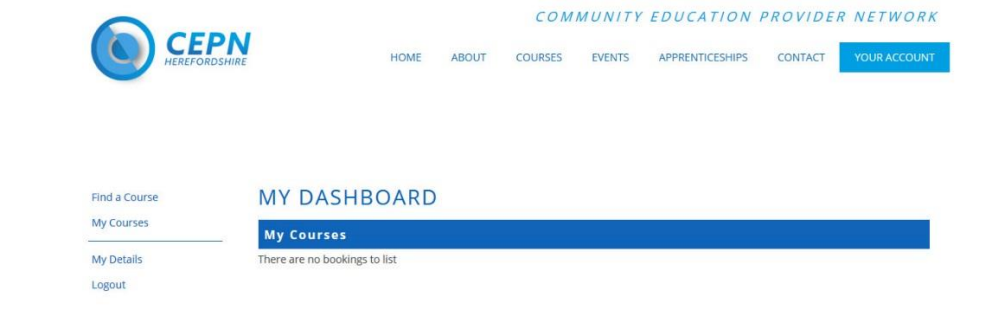 COMMUNITY EDUCATION PROVIDER NETWORK
CEPN
HEREFORDSHIRE
HOME ABOUT COURSES EVENTS APPRENTICESHIPS CONTACT YOUR ACCOUNT
Find a Course
My Courses
My Details
Logout
MY DASHBOARD
My Courses
There are no bookings to list